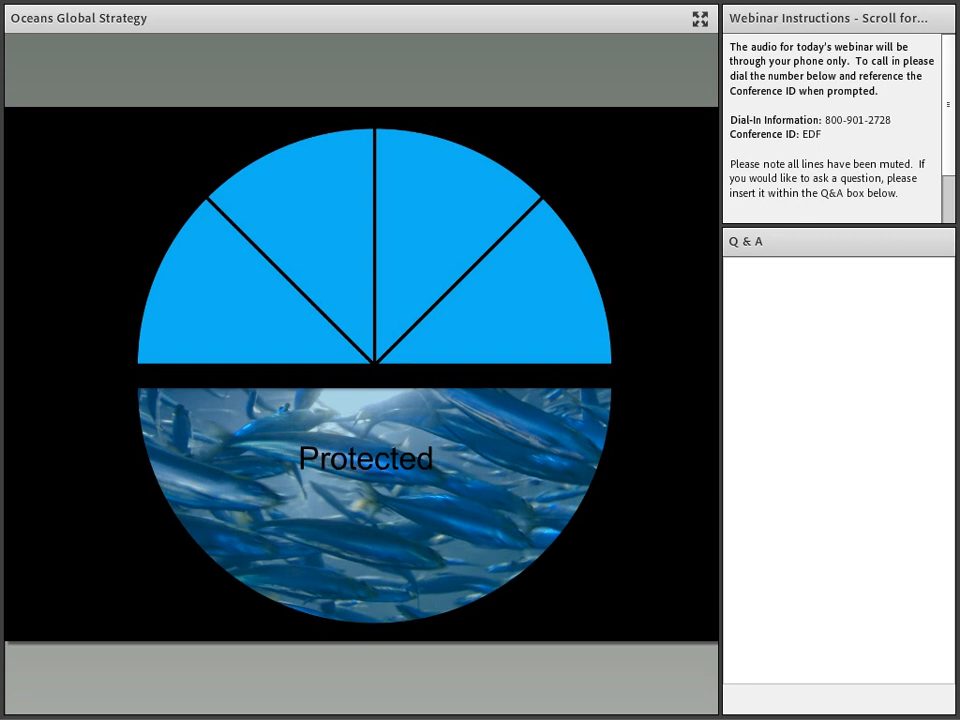 Oceans Global Strategy
Protected
Webinar Instructions - Scroll for...
The audio for today's webinar will be
through your phone only.  To call in please
dial the number below and reference the
Conference ID when prompted.
Dial-In Information: 800-901-2728
Conference ID: EDF
Please note all lines have been muted.  If
you would like to ask a question, please
insert it within the Q&A box below.
Q & A